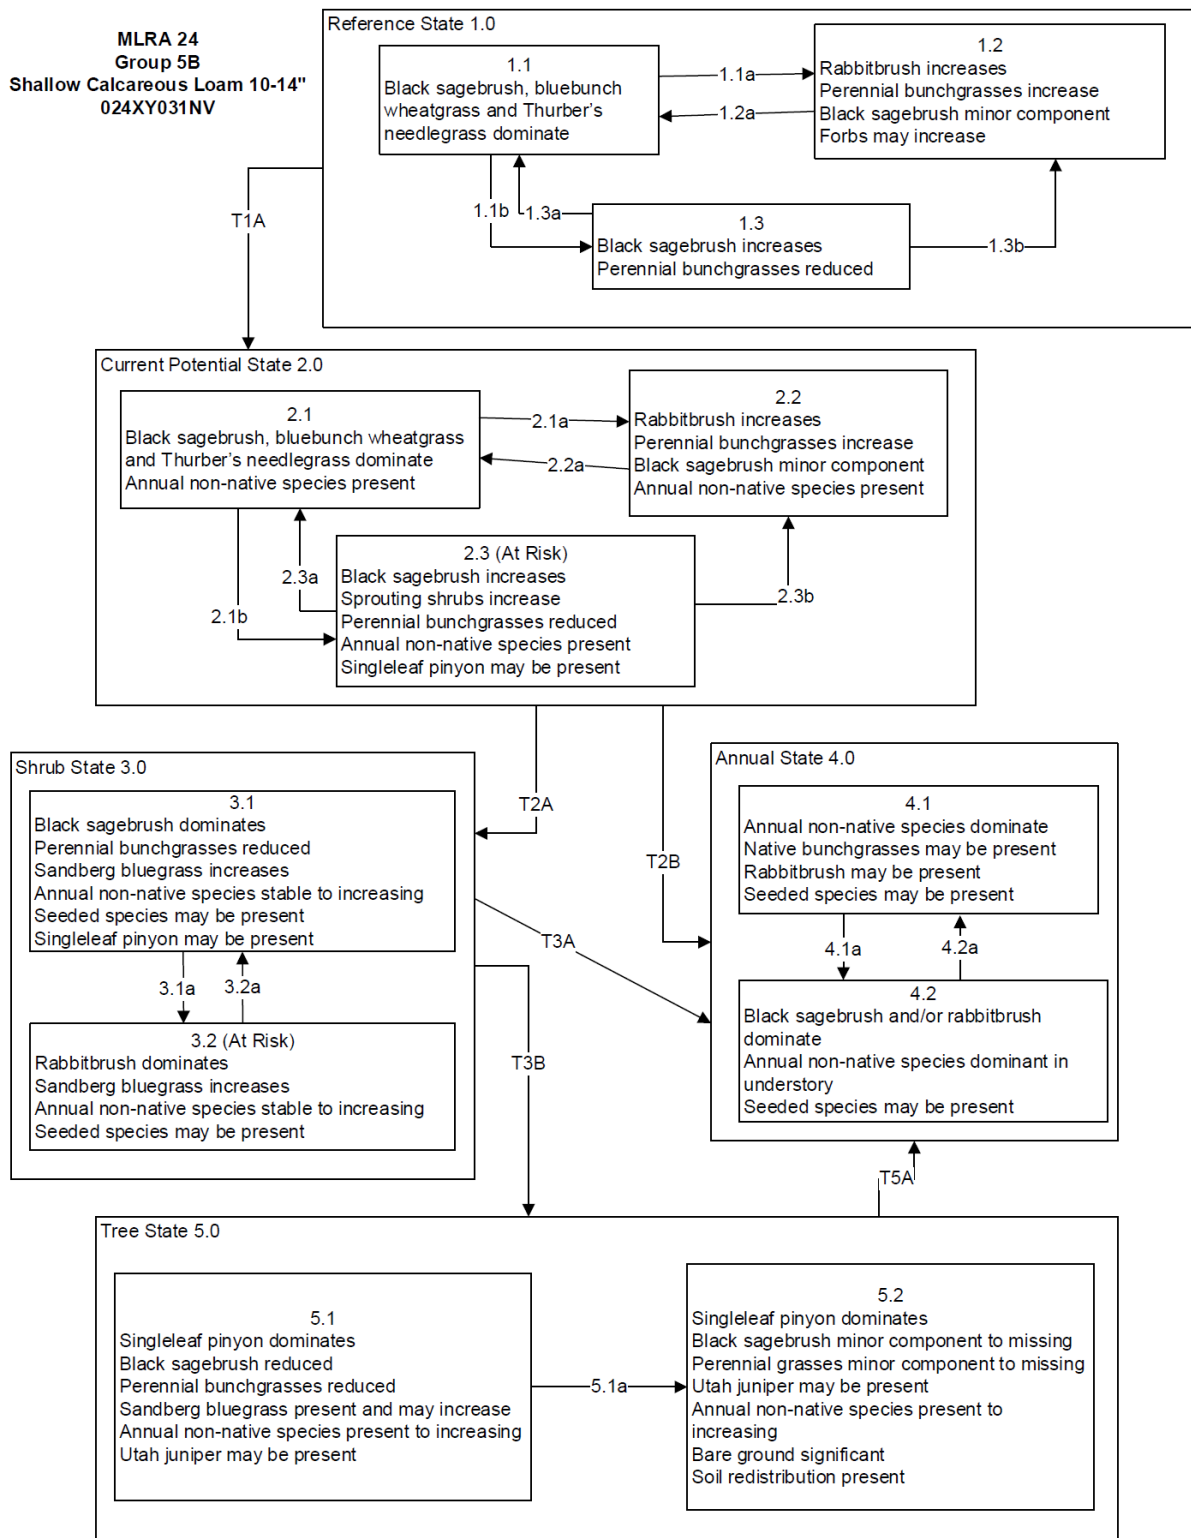 MLRA 24
Group 5B
Shallow Calcareous Loam 10-14"
024XY031NV
Reference State 1.0
1.1
Black sagebrush, bluebunch
wheatgrass and Thurber's
needlegrass dominate
1.1a
1.2a
1.2
Rabbitbrush increases
Perennial bunchgrasses increase
Black sagebrush minor component
Forbs may increase
1.1b
1.3a
1.3
Black sagebrush increases
Perennial bunchgrasses reduced
1.3b
T1A
Current Potential State 2.0
2.1
Black sagebrush, bluebunch wheatgrass
and Thurber's needlegrass dominate
Annual non-native species present
2.1a
2.2a
2.2
Rabbitbrush increases
Perennial bunchgrasses increase
Black sagebrush minor component
Annual non-native species present
2.1b
2.3a
2.3 (At Risk)
Black sagebrush increases
Sprouting shrubs increase
Perennial bunchgrasses reduced
Annual non-native species present
Singleleaf pinyon may be present
2.3b
T2A
T2B
Shrub State 3.0
3.1
Black sagebrush dominates
Perennial bunchgrasses reduced
Sandberg bluegrass increases
Annual non-native species stable to increasing
Seeded species may be present
Singleleaf pinyon may be present
3.1a
3.2a
3.2 (At Risk)
Rabbitbrush dominates
Sandberg bluegrass increases
Annual non-native species stable to increasing
Seeded species may be present
T3A
T3B
Annual State 4.0
4.1
Annual non-native species dominate
Native bunchgrasses may be present
Rabbitbrush may be present
Seeded species may be present
4.1a
4.2a
4.2
Black sagebrush and/or rabbitbrush
dominate
Annual non-native species dominant in
understory
Seeded species may be present
T5A
Tree State 5.0
5.1
Singleleaf pinyon dominates
Black sagebrush reduced
Perennial bunchgrasses reduced
Sandberg bluegrass present and may increase
Annual non-native species present to increasing
Utah juniper may be present
5.1a
5.2
Singleleaf pinyon dominates
Black sagebrush minor component to missing
Perennial grasses minor component to missing
Utah juniper may be present
Annual non-native species present to
increasing
Bare ground significant
Soil redistribution present